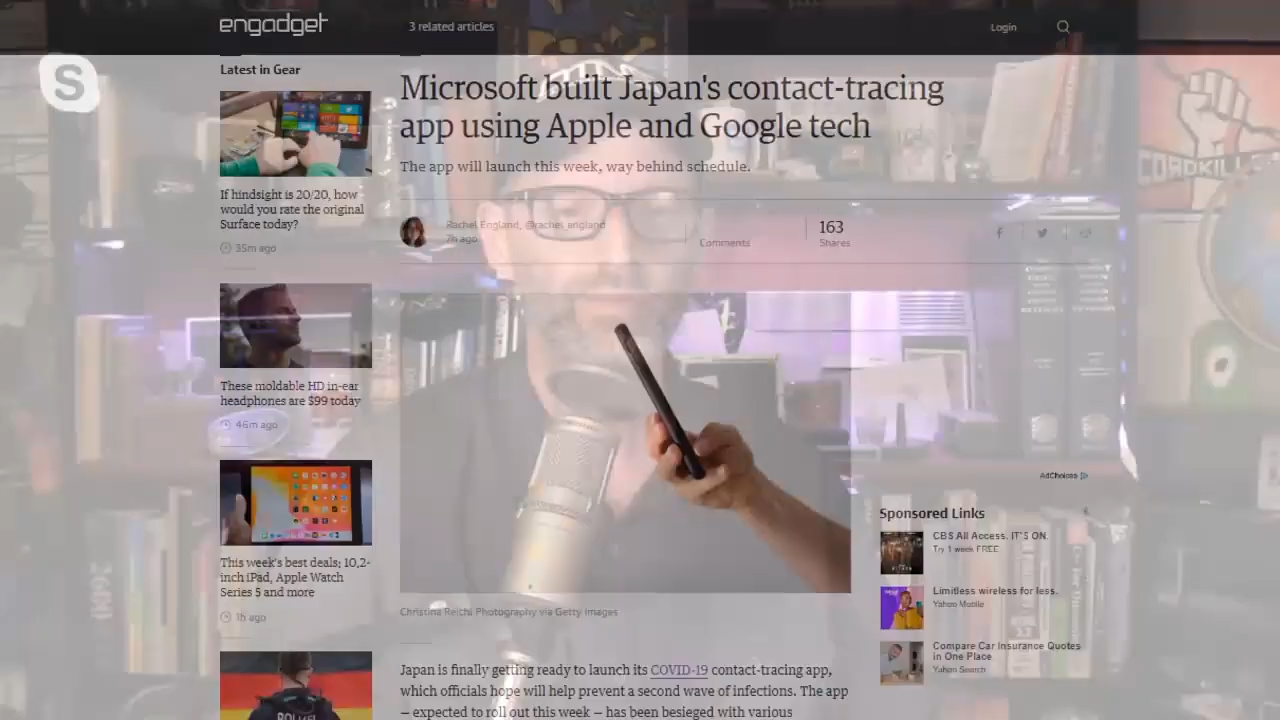 engadget
3 related articles
Login
S
Latest in Gear
If hindsight is 20/20, how
would you rate the original
Surface today?
35m ago
These moldable HD in-ear
headphones are $99 today
46m ago
This week's best deals; 10,2-
inch iPad, Apple Watch
Series 5 and more
1h ago
POLIZEI
Microsoft built Japan's contact-tracing
app using Apple and Google tech
The app will launch this week, way behind schedule.
Rachel England, @rachel_england
7h ago
Comments
163
Shares
Christina Reichl Photography via Getty Images
Japan is finally getting ready to launch its COVID-19 contact-tracing app,
which officials hope will help prevent a second wave of infections. The app
– expected to roll out this week – has been besieged with various
CORDKILLERS
AdChoices
Sponsored Links
CBS All Access. IT'S ON.
Try 1 week FREE
Limitless wireless for less.
Yahoo Mobile
Compare Car Insurance Quotes
in One Place
Yahoo Search